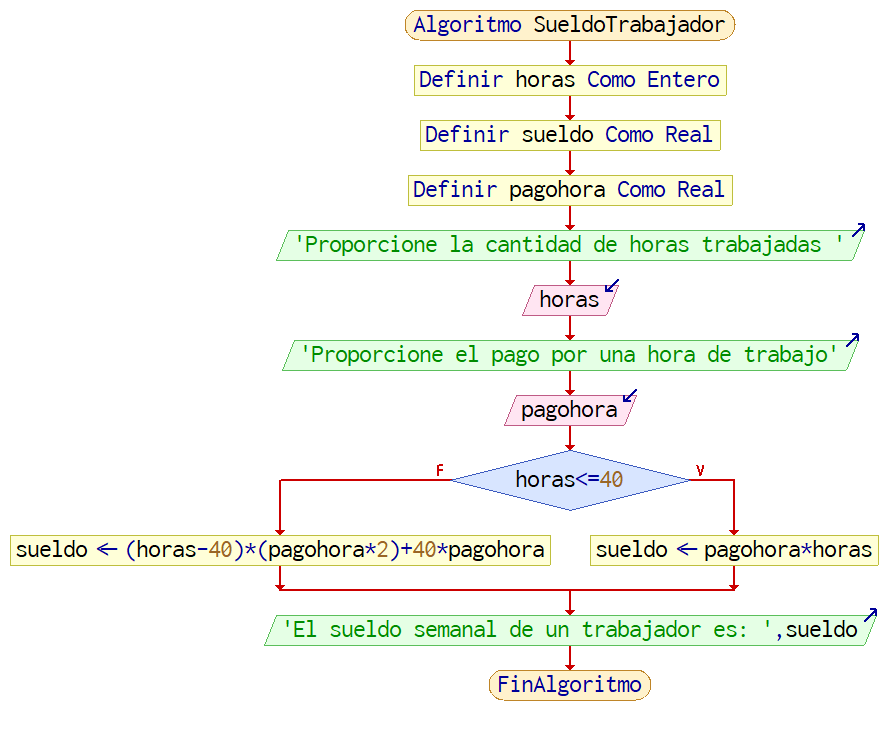 Algoritmo SueldoTrabajador
Definir horas Como Entero
Definir sueldo Como Real
Definir pagohora Como Real
'Proporcione la cantidad de horas trabajadas '
horas
'Proporcione el pago por una hora de trabajo'
pagohora
F
V
horas<=40
sueldo ← (horas-40)*(pagohora*2)+40*pagohora
sueldo ← pagohora*horas
'El sueldo semanal de un trabajador es: ',sueldo
FinAlgoritmo